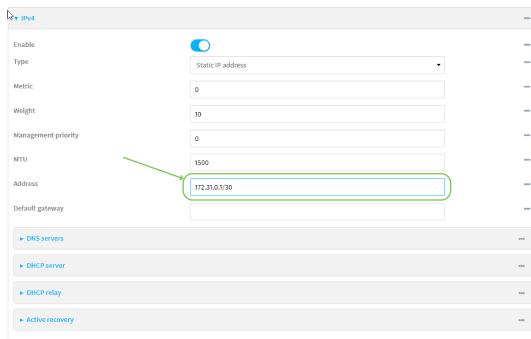 IPv4
Enable
Type Static IP address
Metric 0
Weight 10
Management priority 0
MTU 1500
Address 172.31.0.1/30
Default gateway
DNS servers
DHCP server
DHCP relay
Active recovery